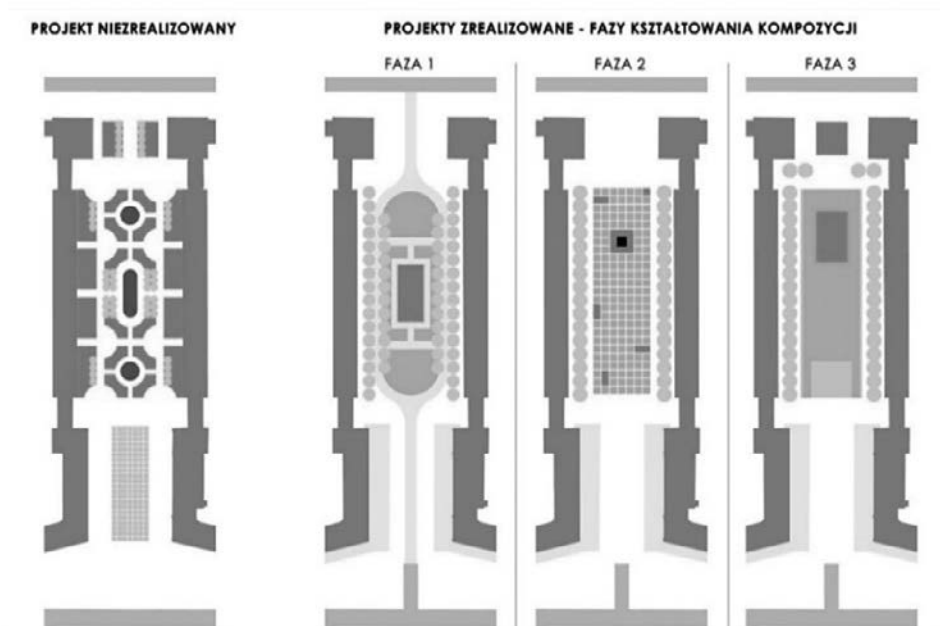 PROJEKT NIEZREALIZOWANY
PROJEKTY ZREALIZOWANE - FAZY KSZTAŁTOWANIA KOMPOZYCJI
FAZA 1
FAZA 2
FAZA 3